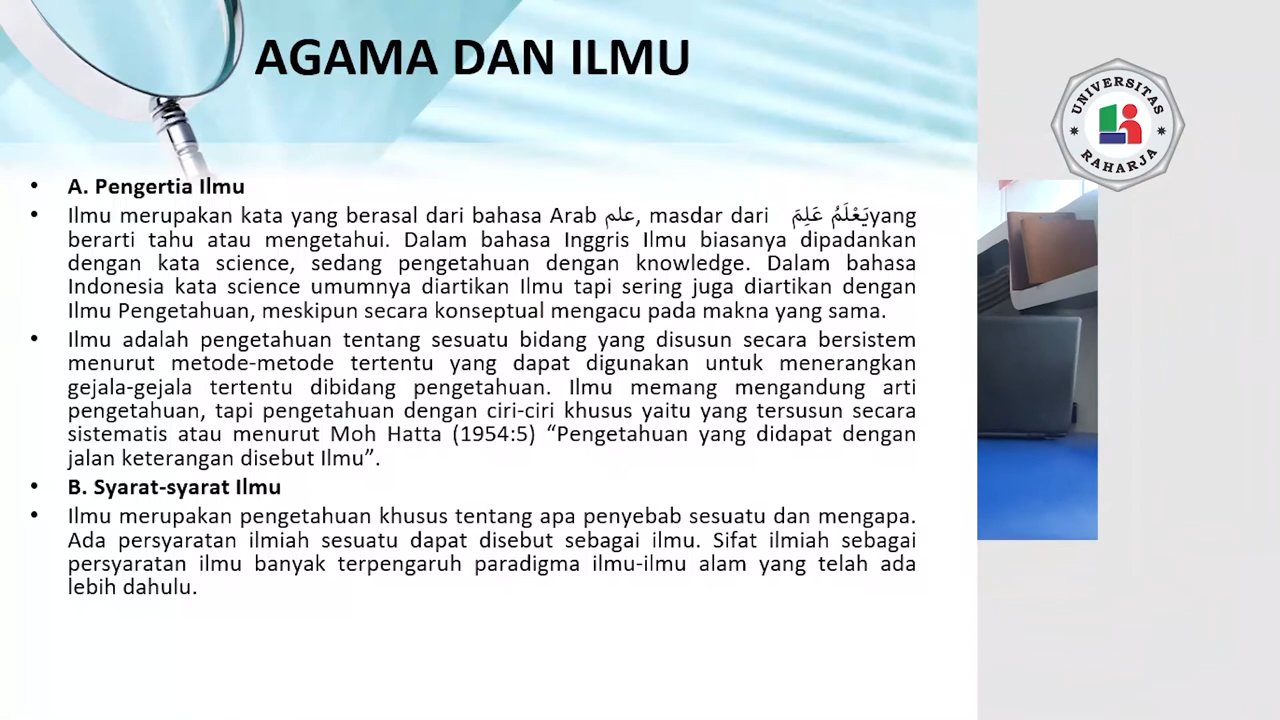 AGAMA DAN ILMU
UNIVERSITAS
RAHARJA
• A. Pengertia Ilmu
• Ilmu merupakan kata yang berasal dari bahasa Arab علم, masdar dari عَلِمَ يَعْلَمُ yang
berarti tahu atau mengetahui. Dalam bahasa Inggris Ilmu biasanya dipadankan
dengan kata science, sedang pengetahuan dengan knowledge. Dalam bahasa
Indonesia kata science umumnya diartikan Ilmu tapi sering juga diartikan dengan
Ilmu Pengetahuan, meskipun secara konseptual mengacu pada makna yang sama.
• Ilmu adalah pengetahuan tentang sesuatu bidang yang disusun secara bersistem
menurut metode-metode tertentu yang dapat digunakan untuk menerangkan
gejala-gejala tertentu dibidang pengetahuan. Ilmu memang mengandung arti
pengetahuan, tapi pengetahuan dengan ciri-ciri khusus yaitu yang tersusun secara
sistematis atau menurut Moh Hatta (1954:5) “Pengetahuan yang didapat dengan
jalan keterangan disebut Ilmu”.
• B. Syarat-syarat Ilmu
• Ilmu merupakan pengetahuan khusus tentang apa penyebab sesuatu dan mengapa.
Ada persyaratan ilmiah sesuatu dapat disebut sebagai ilmu. Sifat ilmiah sebagai
persyaratan ilmu banyak terpengaruh paradigma ilmu-ilmu alam yang telah ada
lebih dahulu.